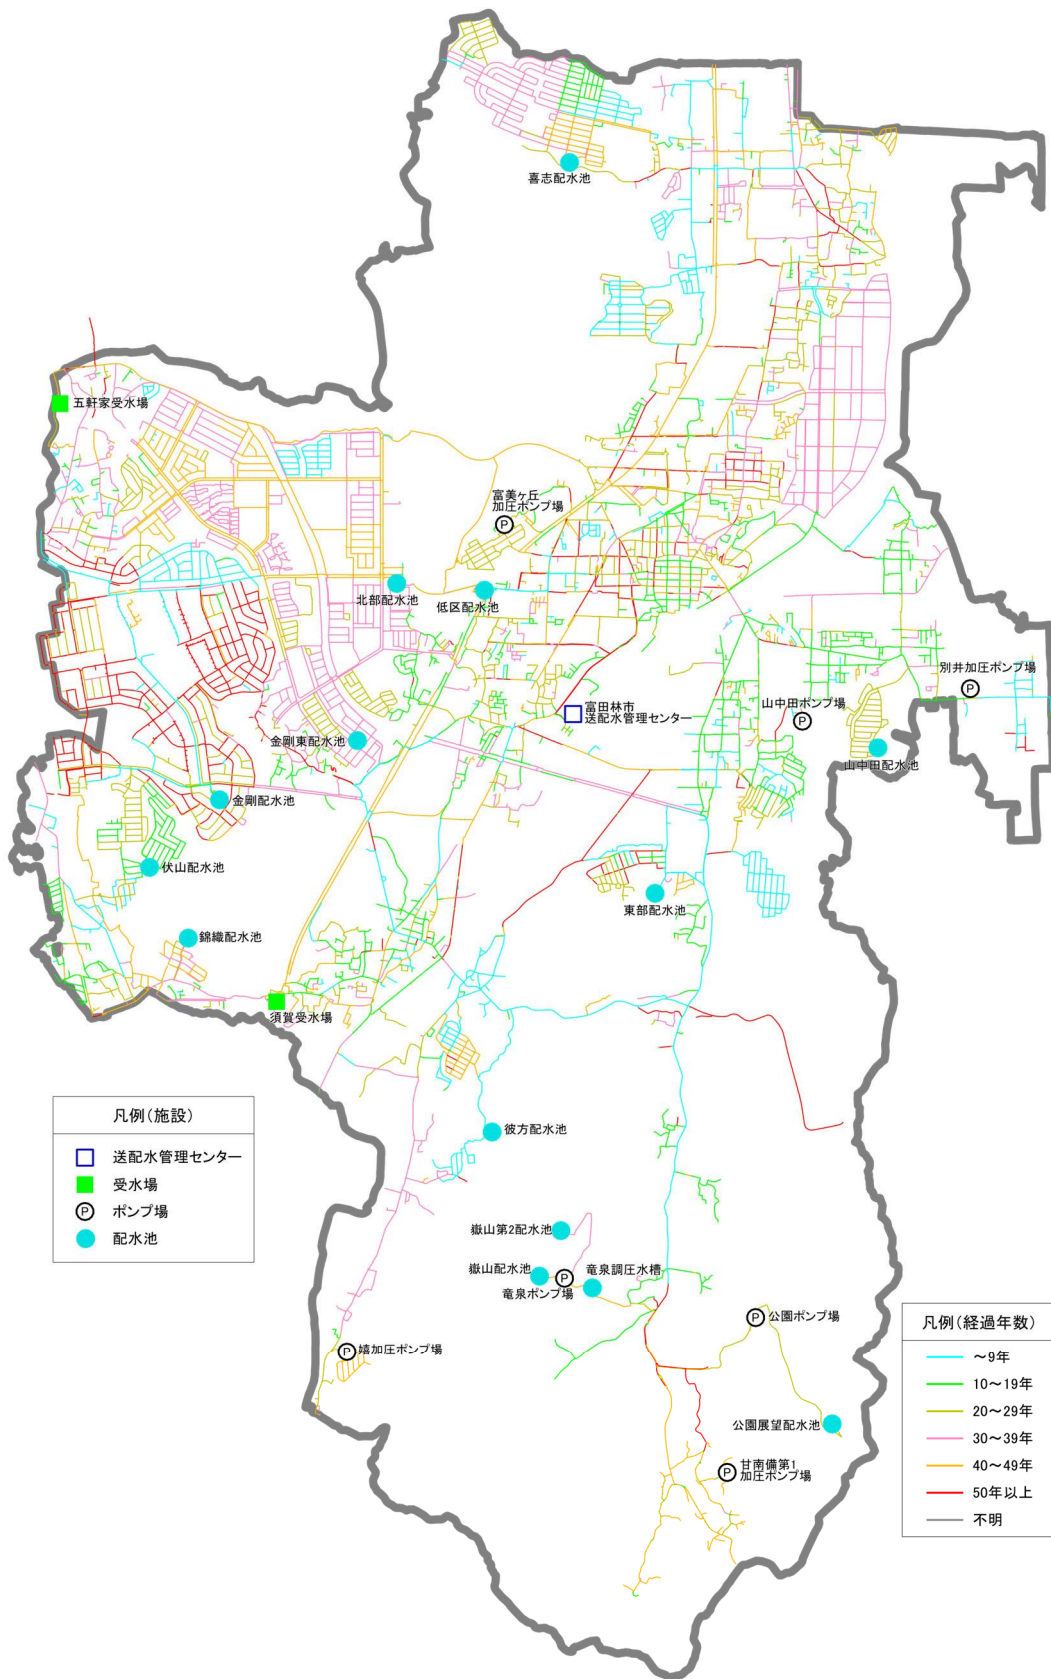 喜志配水池
五軒家受水場
富美ヶ丘
加圧ポンプ場
北部配水池
低区配水池
別井加圧ポンプ場
山中田ポンプ場
富田林市
送配水管理センター
金剛東配水池
山中田配水池
金剛配水池
伏山配水池
東部配水池
錦織配水池
須賀受水場
凡例(施設)
送配水管理センター
受水場
P ポンプ場
配水池
彼方配水池
嶽山第2配水池
嶽山配水池
竜泉調圧水槽
竜泉ポンプ場
公園ポンプ場
嬉加圧ポンプ場
公園展望配水池
甘南備第1
加圧ポンプ場
凡例(経過年数)
～9年
10～19年
20～29年
30～39年
40～49年
50年以上
不明